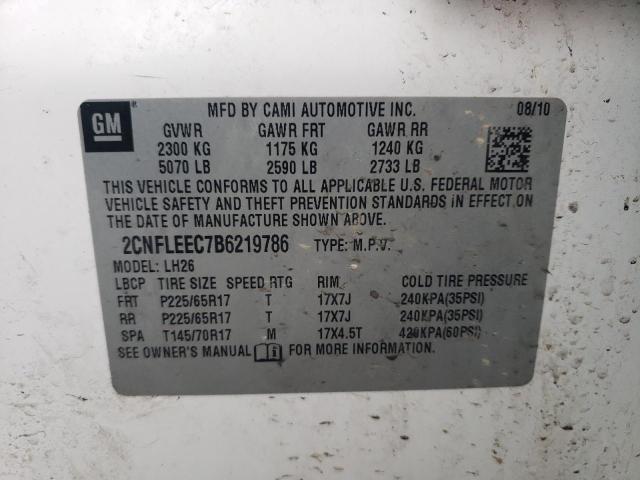 GM
MFD BY CAMI AUTOMOTIVE INC. 08/10
GVWR GAWR FRT GAWR RR
2300 KG 1175 KG 1240 KG
5070 LB 2590 LB 2733 LB
THIS VEHICLE CONFORMS TO ALL APPLICABLE U.S. FEDERAL MOTOR
VEHICLE SAFETY AND THEFT PREVENTION STANDARDS IN EFFECT ON
THE DATE OF MANUFACTURE SHOWN ABOVE.
2CNFLEEC7B6219786 TYPE: M.P.V.
MODEL: LH26
LBCP TIRE SIZE SPEED RTG RIM COLD TIRE PRESSURE
FRT P225/65R17 T 17X7J 240KPA(35PSI)
RR P225/65R17 T 17X7J 240KPA(35PSI)
SPA T145/70R17 M 17X4.5T 420KPA(60PSI)
SEE OWNER'S MANUAL FOR MORE INFORMATION.